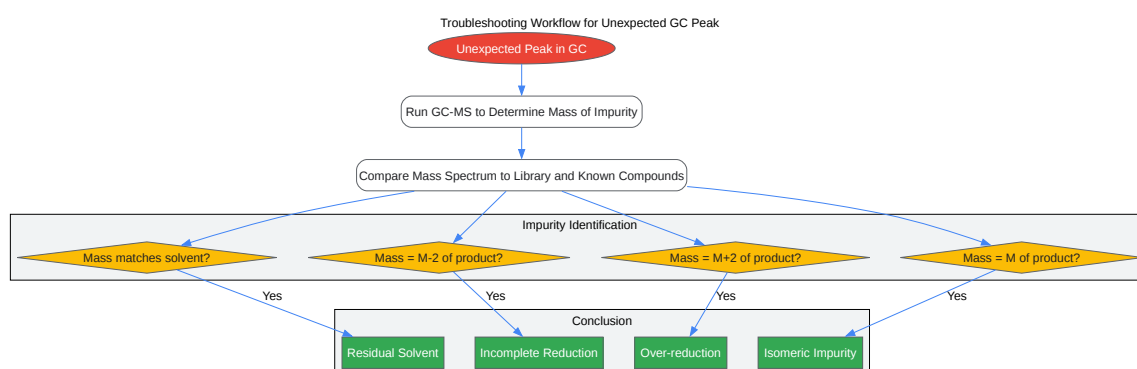 Troubleshooting Workflow for Unexpected GC Peak
Unexpected Peak in GC
Run GC-MS to Determine Mass of Impurity
Compare Mass Spectrum to Library and Known Compounds
Impurity Identification
Mass matches solvent?
Mass = M-2 of product?
Mass = M+2 of product?
Mass = M of product?
Yes
Yes
Yes
Yes
Conclusion
Residual Solvent
Incomplete Reduction
Over-reduction
Isomeric Impurity